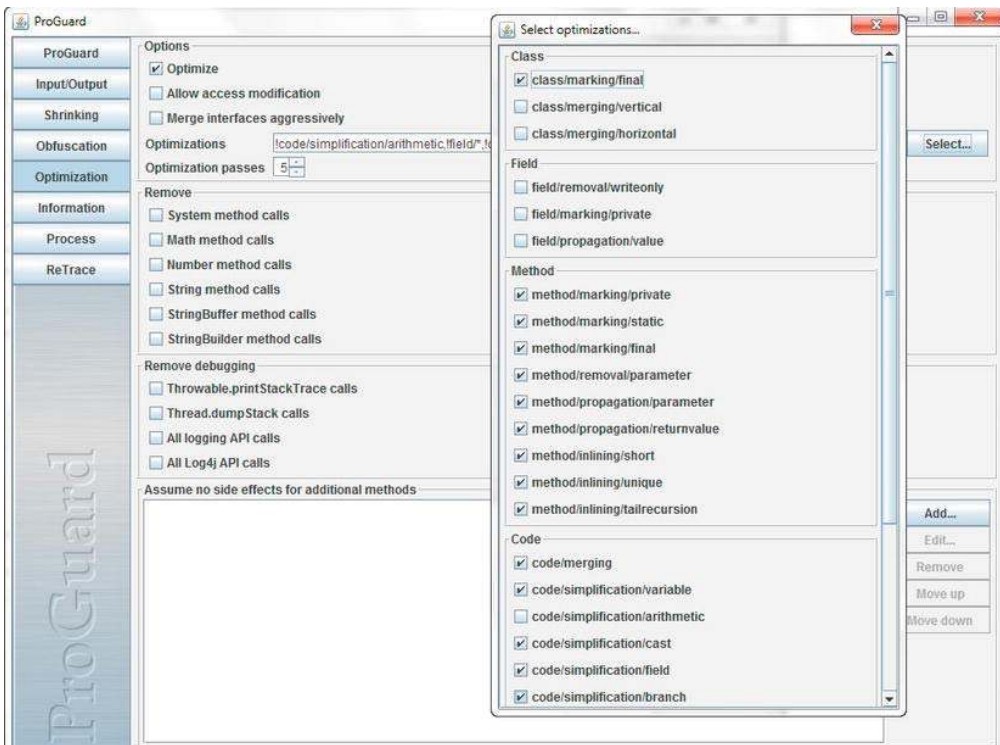 ProGuard
ProGuard
Input/Output
Shrinking
Obfuscation
Optimization
Information
Process
ReTrace
ProGuard
Options
Optimize
Allow access modification
Merge interfaces aggressively
Optimizations !code/simplification/arithmetic,!field/*,!c
Select...
Optimization passes 5
Remove
System method calls
Math method calls
Number method calls
String method calls
StringBuffer method calls
StringBuilder method calls
Remove debugging
Throwable.printStackTrace calls
Thread.dumpStack calls
All logging API calls
All Log4j API calls
Assume no side effects for additional methods
Add...
Edit...
Remove
Move up
Move down
Select optimizations...
Class
class/marking/final
class/merging/vertical
class/merging/horizontal
Field
field/removal/writeonly
field/marking/private
field/propagation/value
Method
method/marking/private
method/marking/static
method/marking/final
method/removal/parameter
method/propagation/parameter
method/propagation/returnvalue
method/inlining/short
method/inlining/unique
method/inlining/tailrecursion
Code
code/merging
code/simplification/variable
code/simplification/arithmetic
code/simplification/cast
code/simplification/field
code/simplification/branch